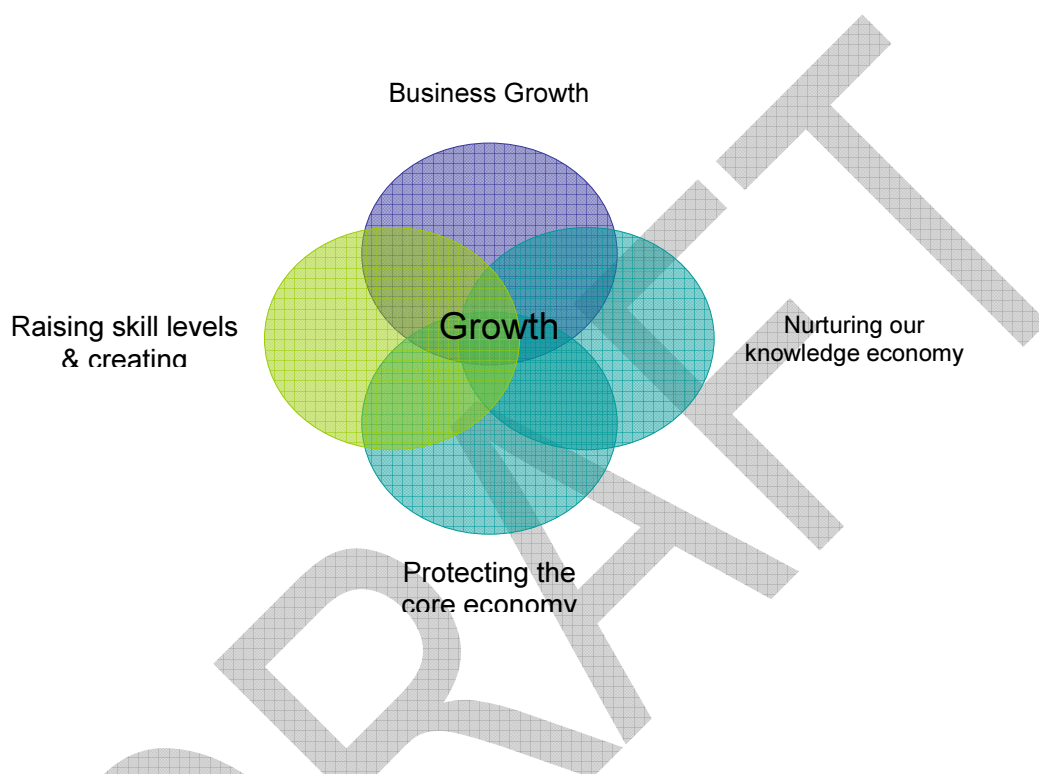 Business Growth
Raising skill levels
& creating
Growth
Nurturing our
knowledge economy
Protecting the
core economy
DRAFT